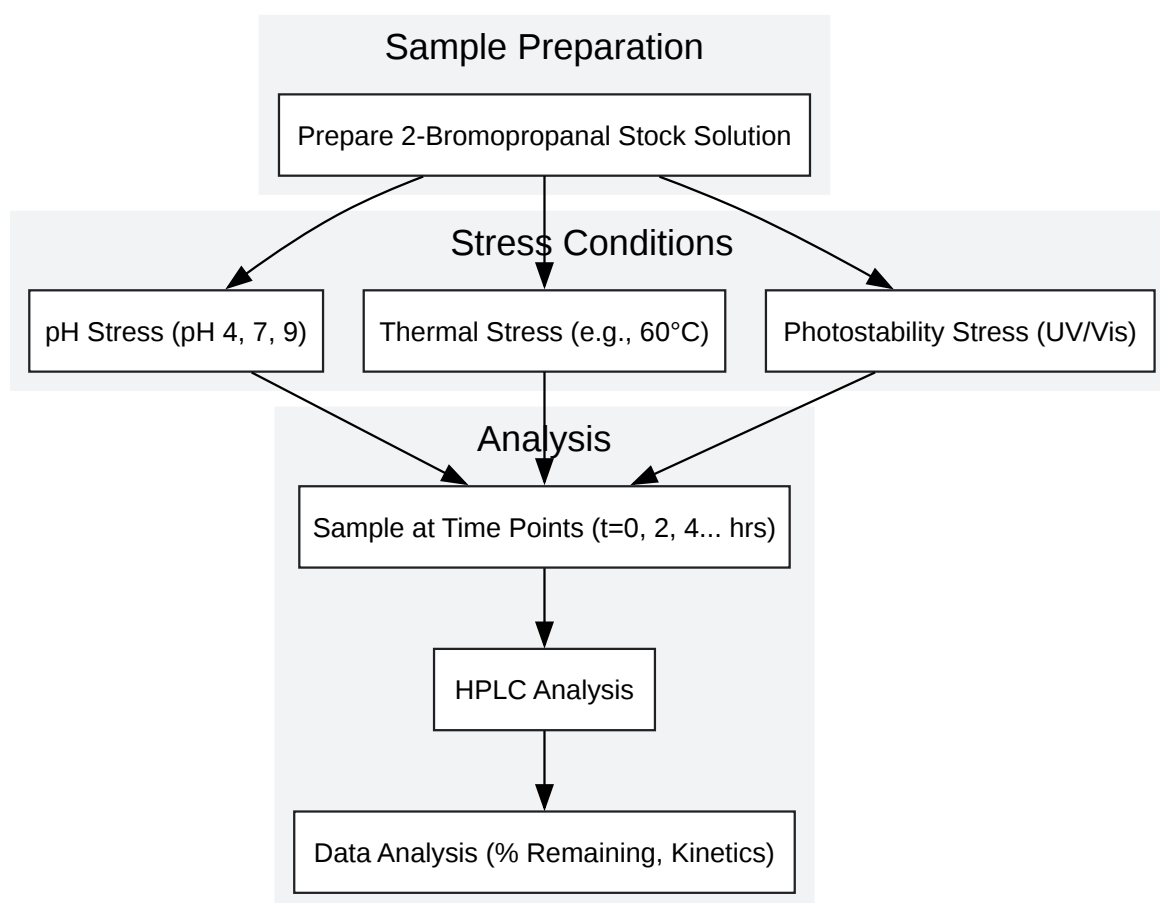 Sample Preparation
Prepare 2-Bromopropanal Stock Solution
Stress Conditions
pH Stress (pH 4, 7, 9)
Thermal Stress (e.g., 60°C)
Photostability Stress (UV/Vis)
Analysis
Sample at Time Points (t=0, 2, 4... hrs)
HPLC Analysis
Data Analysis (% Remaining, Kinetics)